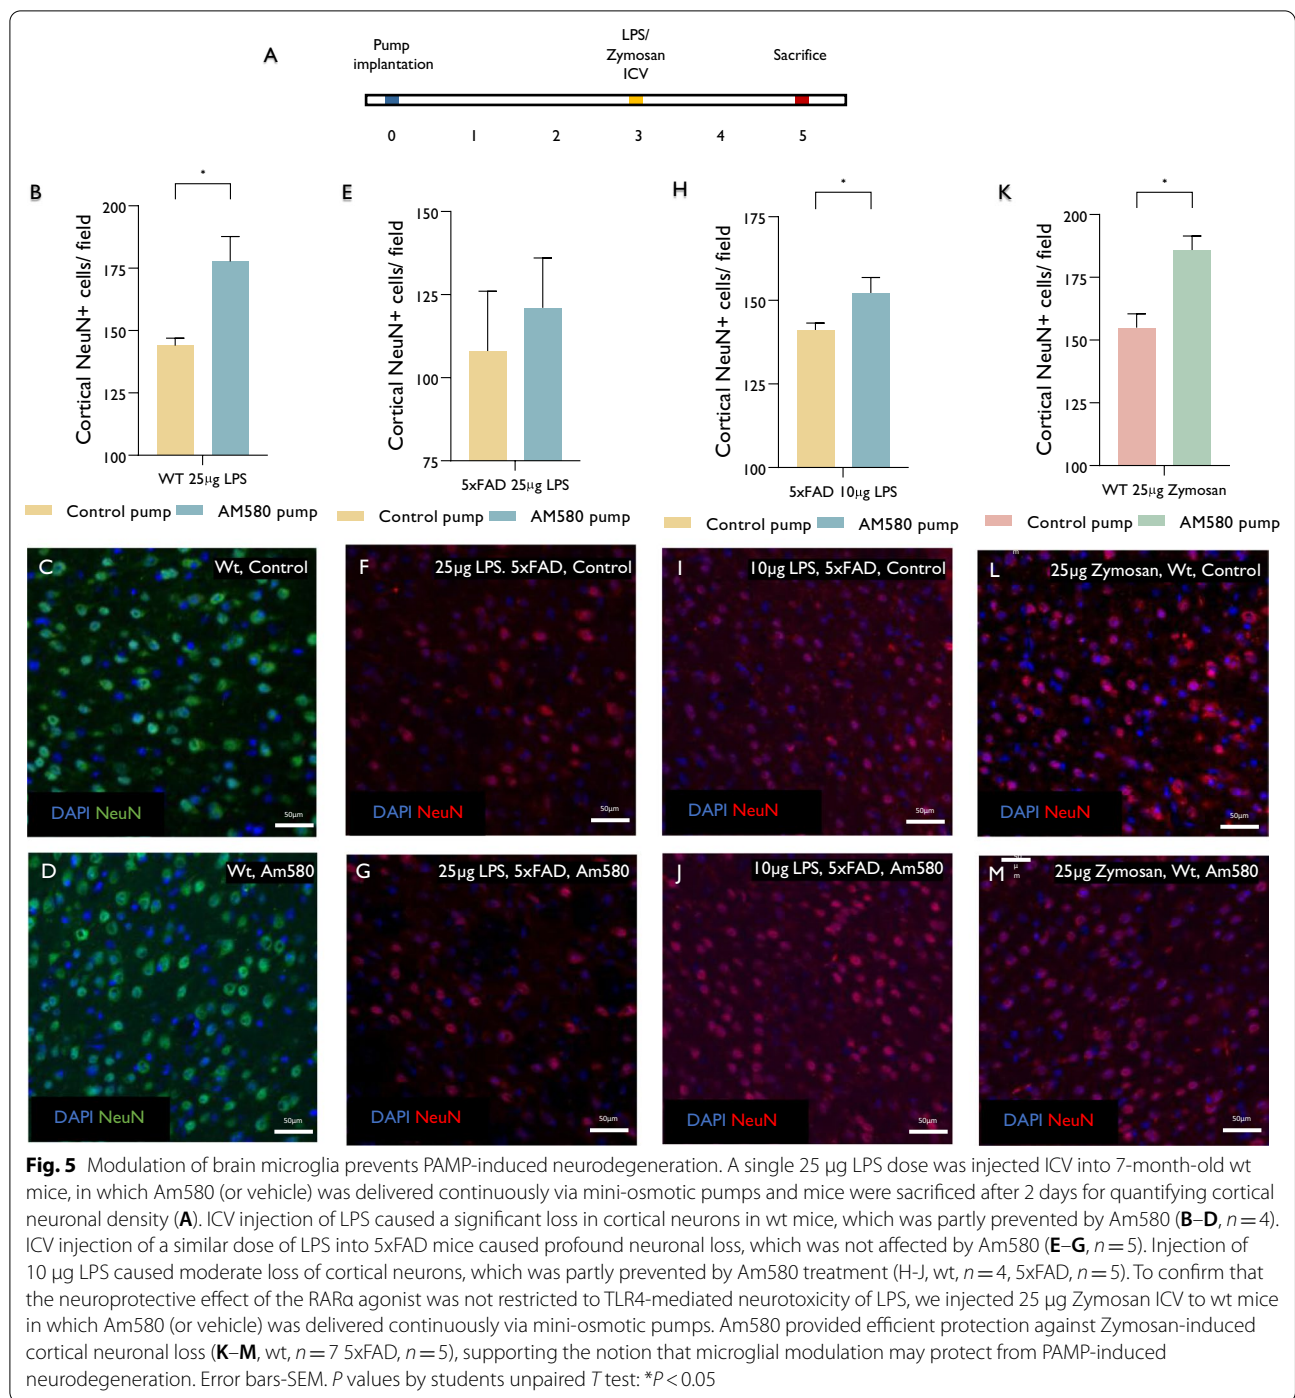 A
Pump
implantation
LPS/
Zymosan
ICV
Sacrifice
0 1 2 3 4 5
B
*
Cortical NeuN+ cells/ field
200
175
150
125
100
WT 25μg LPS
Control pump AM580 pump
E
Cortical NeuN+ cells/ field
150
125
100
75
5xFAD 25μg LPS
Control pump AM580 pump
H
*
Cortical NeuN+ cells/ field
175
150
125
100
5xFAD 10μg LPS
Control pump AM580 pump
K
*
Cortical NeuN+ cells/ field
200
175
150
125
100
WT 25μg Zymosan
Control pump AM580 pump
C
Wt, Control
DAPI NeuN
50μm
F
25μg LPS. 5xFAD, Control
DAPI NeuN
50μm
I
10μg LPS, 5xFAD, Control
DAPI NeuN
50μm
m
L
25μg Zymosan, Wt, Control
DAPI NeuN
50μm
D
Wt, Am580
DAPI NeuN
50μm
G
25μg LPS, 5xFAD, Am580
DAPI NeuN
50μm
J
10μg LPS, 5xFAD, Am580
DAPI NeuN
50μm
μ
m
M
25μg Zymosan, Wt, Am580
DAPI NeuN
50μm
Fig. 5 Modulation of brain microglia prevents PAMP-induced neurodegeneration. A single 25 μg LPS dose was injected ICV into 7-month-old wt
mice, in which Am580 (or vehicle) was delivered continuously via mini-osmotic pumps and mice were sacrificed after 2 days for quantifying cortical
neuronal density (A). ICV injection of LPS caused a significant loss in cortical neurons in wt mice, which was partly prevented by Am580 (B–D, n = 4).
ICV injection of a similar dose of LPS into 5xFAD mice caused profound neuronal loss, which was not affected by Am580 (E–G, n = 5). Injection of
10 μg LPS caused moderate loss of cortical neurons, which was partly prevented by Am580 treatment (H-J, wt, n = 4, 5xFAD, n = 5). To confirm that
the neuroprotective effect of the RARα agonist was not restricted to TLR4-mediated neurotoxicity of LPS, we injected 25 μg Zymosan ICV to wt mice
in which Am580 (or vehicle) was delivered continuously via mini-osmotic pumps. Am580 provided efficient protection against Zymosan-induced
cortical neuronal loss (K–M, wt, n = 7 5xFAD, n = 5), supporting the notion that microglial modulation may protect from PAMP-induced
neurodegeneration. Error bars-SEM. P values by students unpaired T test: *P < 0.05